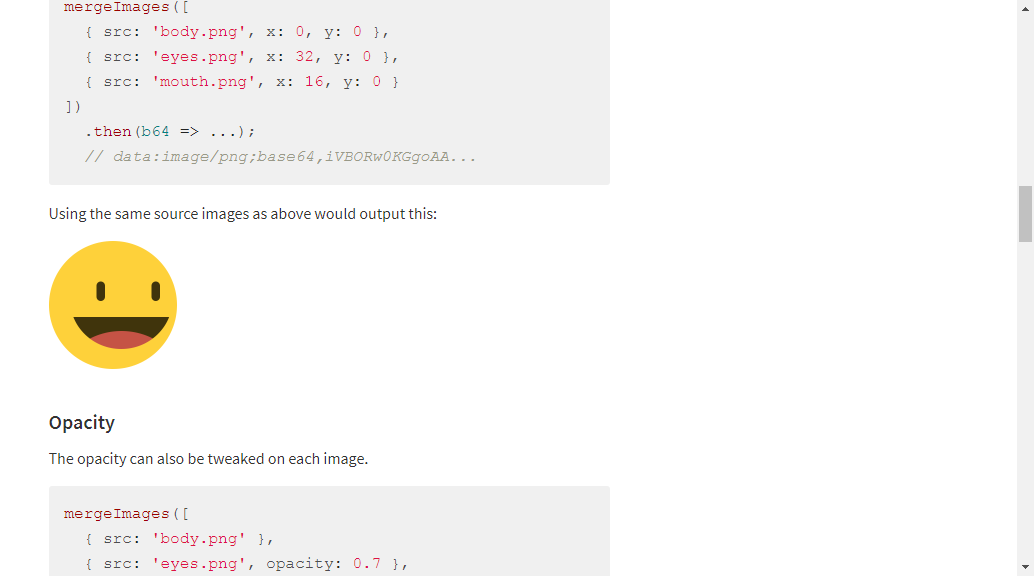 mergeImages([
  { src: 'body.png', x: 0, y: 0 },
  { src: 'eyes.png', x: 32, y: 0 },
  { src: 'mouth.png', x: 16, y: 0 }
])
  .then(b64 => ...);
  // data:image/png;base64,iVBORw0KGgoAA...
Using the same source images as above would output this:
Opacity
The opacity can also be tweaked on each image.
mergeImages([
  { src: 'body.png' },
  { src: 'eyes.png', opacity: 0.7 },